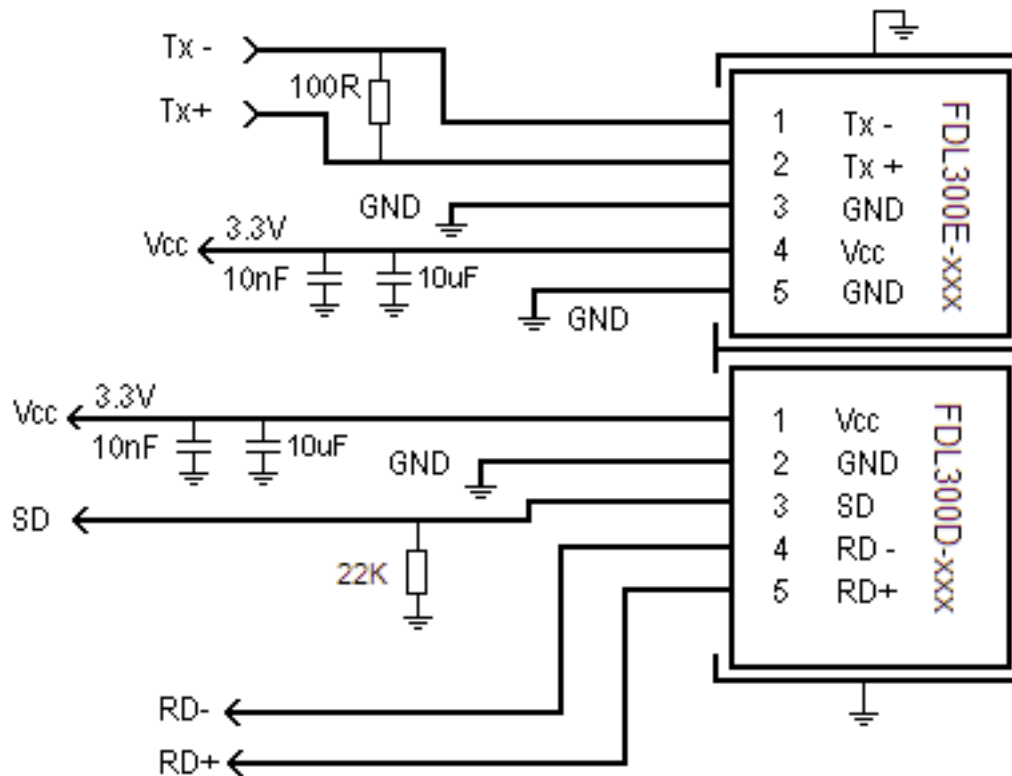 Tx -
100R
Tx+
GND
Vcc
3.3V
10nF
10uF
GND
1 Tx -
2 Tx +
3 GND
4 Vcc
5 GND
FDL300E-xxx
Vcc
3.3V
10nF
10uF
GND
SD
22K
RD-
RD+
1 Vcc
2 GND
3 SD
4 RD -
5 RD+
FDL300D-xxx